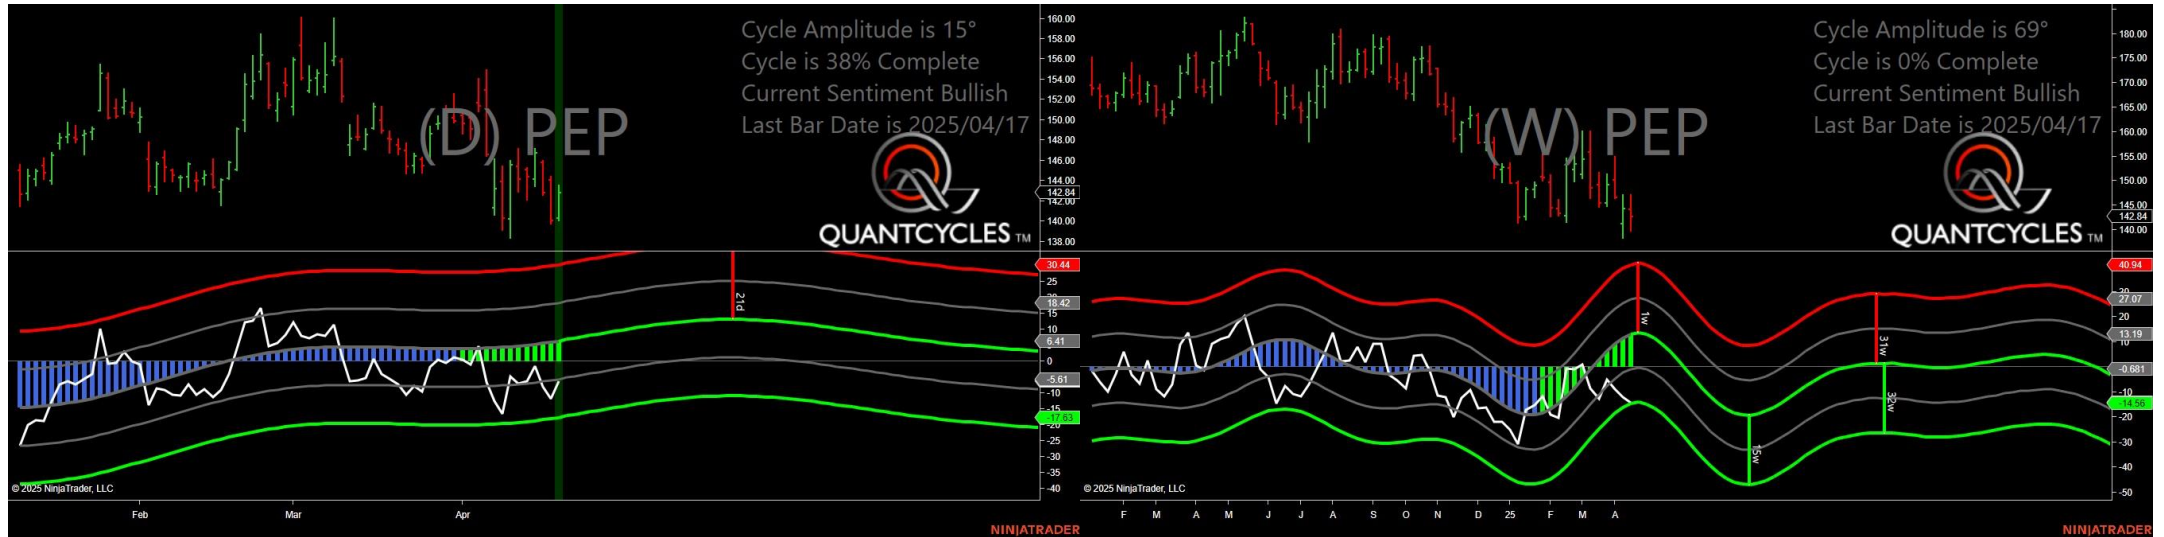 Cycle Amplitude is 15°
Cycle is 38% Complete
Current Sentiment Bullish
Last Bar Date is 2025/04/17
(D) PEP
QUANTCYCLES TM
160.00
158.00
156.00
154.00
152.00
150.00
148.00
146.00
144.00
142.84
142.00
140.00
138.00
30.44
25
18.42
15
10
6.41
0
-5.61
-10
-15
-17.63
-20
-25
-30
-35
-40
21d
© 2025 NinjaTrader, LLC
Feb Mar Apr
NINJATRADER
Cycle Amplitude is 69°
Cycle is 0% Complete
Current Sentiment Bullish
Last Bar Date is 2025/04/17
(W) PEP
QUANTCYCLES TM
180.00
175.00
170.00
165.00
160.00
155.00
150.00
145.00
142.84
140.00
40.94
27.07
20
13.19
10
-0.681
-10
-14.56
-20
-30
-40
-50
1w
15w
31w
32w
© 2025 NinjaTrader, LLC
F M A M J J A S O N D 25 F M A
NINJATRADER